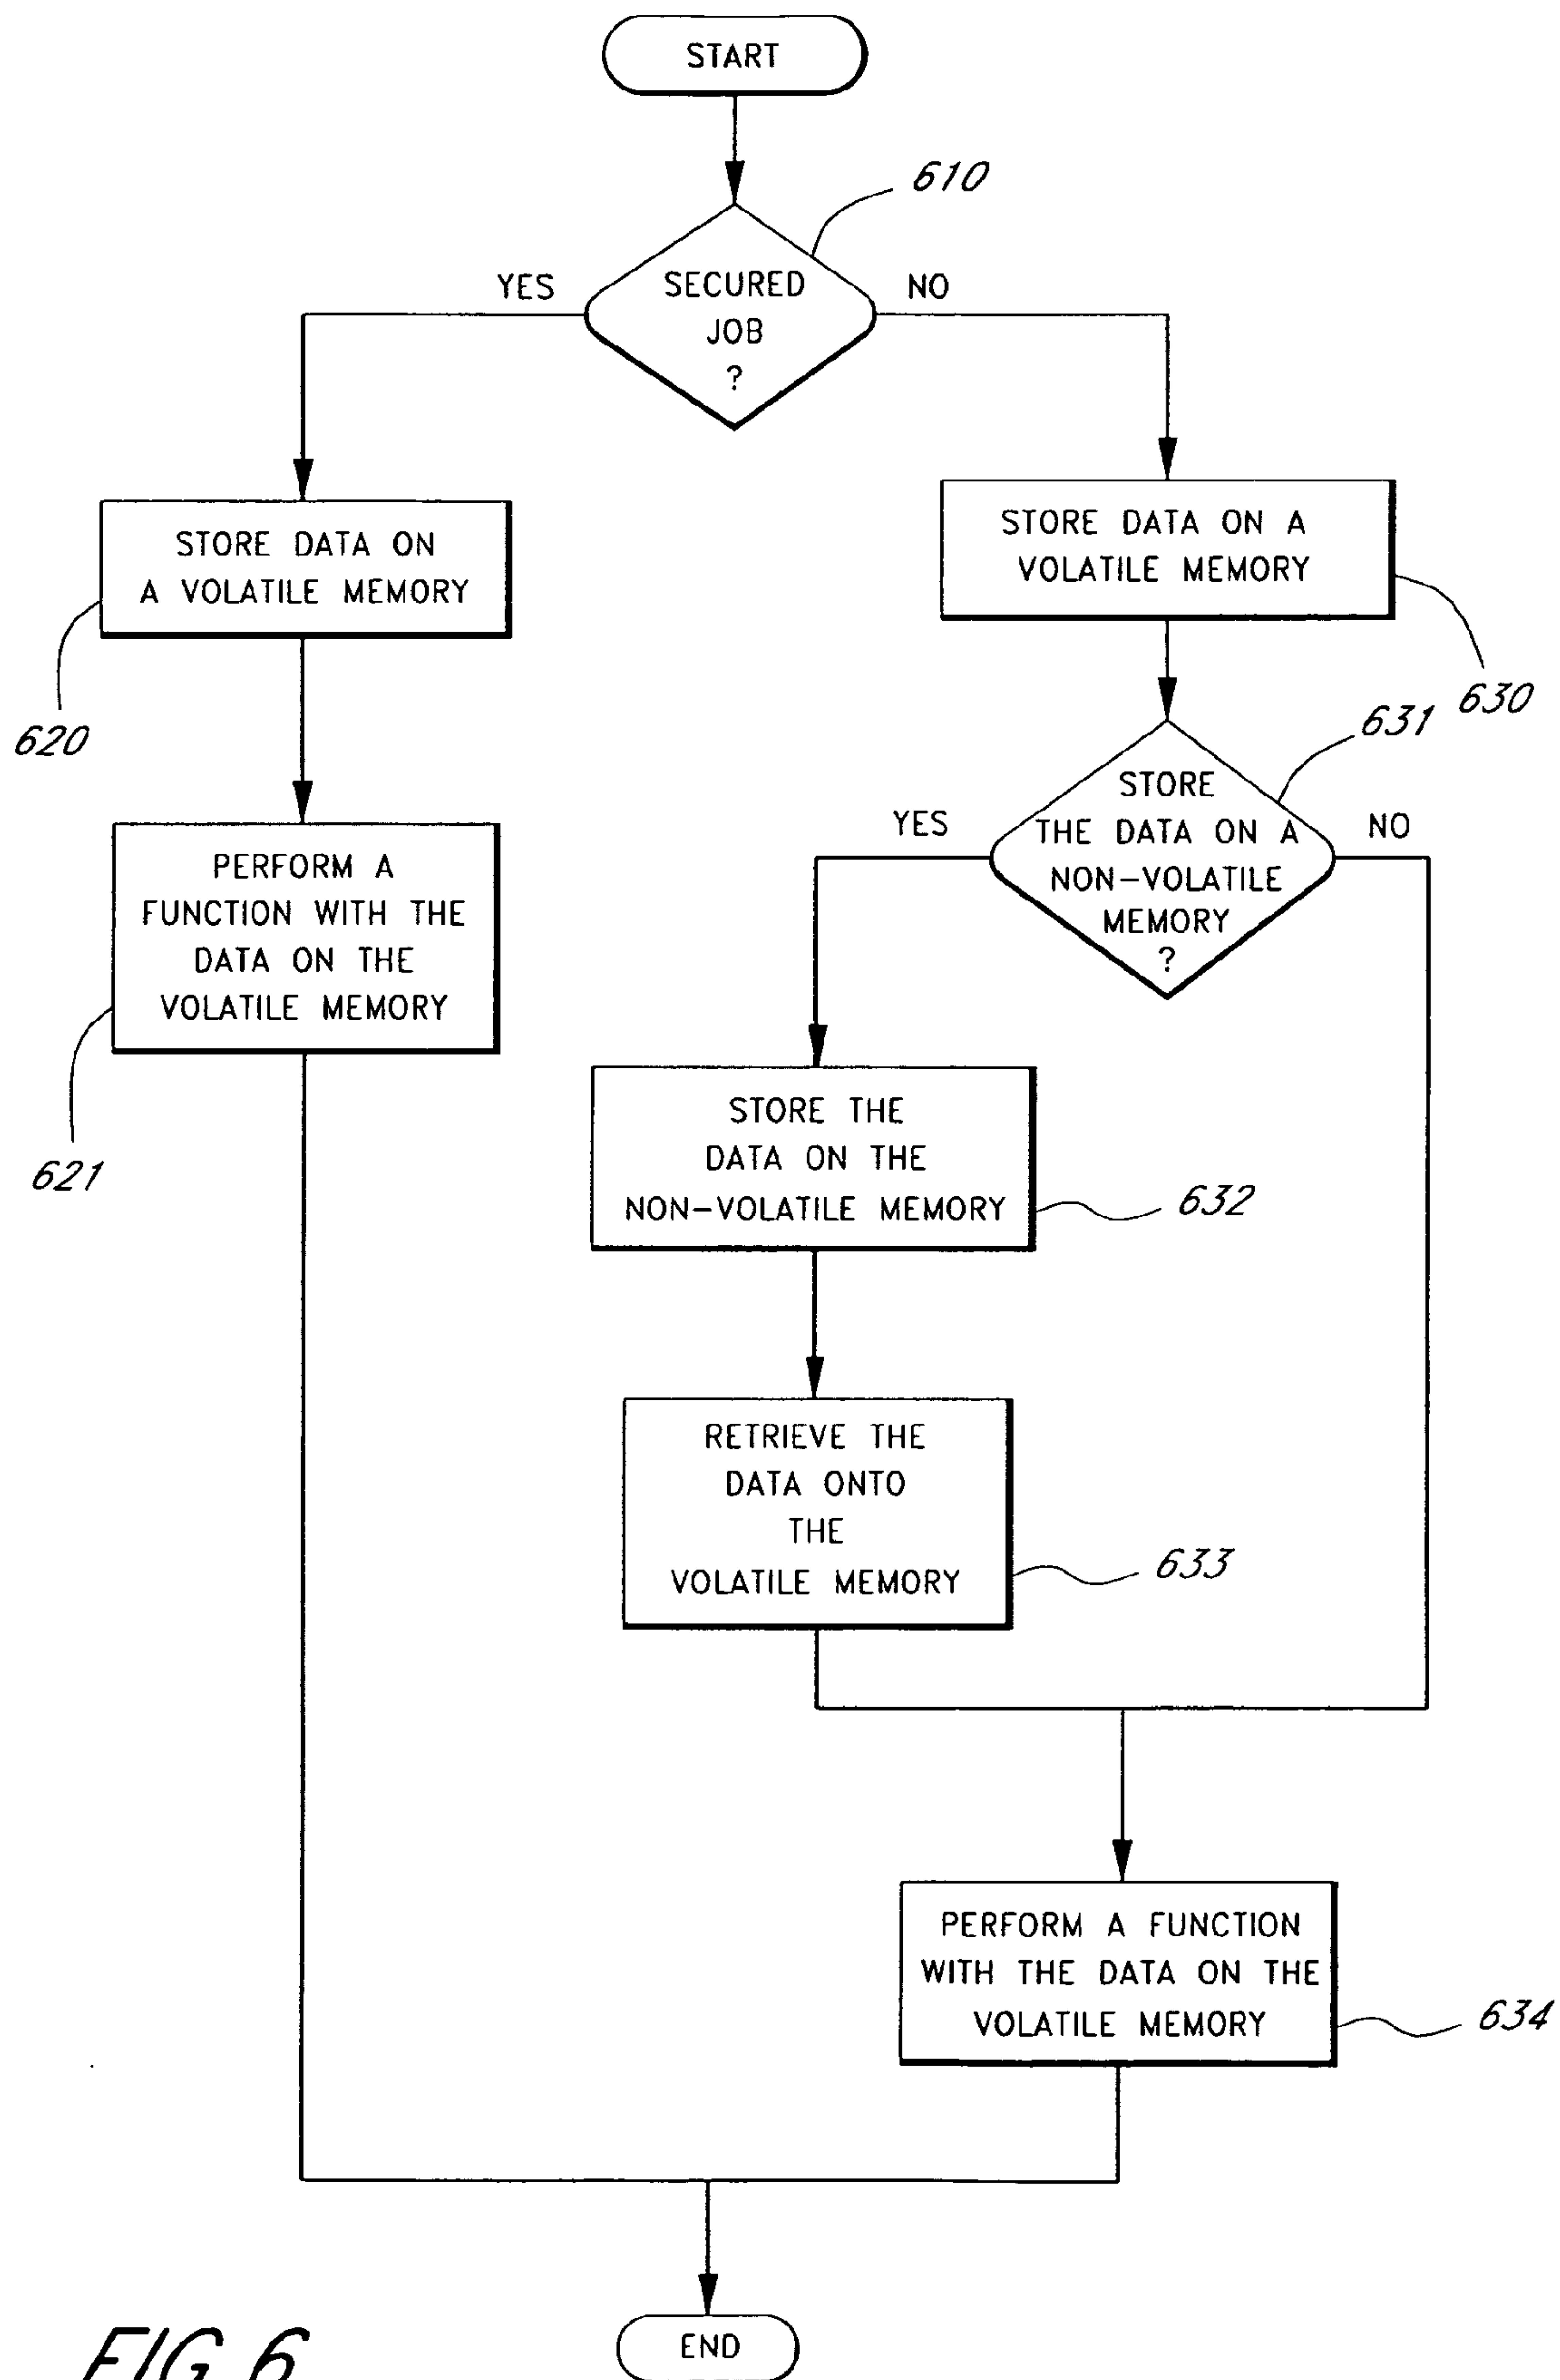 START
610
YES
NO
SECURED
JOB
?
STORE DATA ON
A VOLATILE MEMORY
620
STORE DATA ON A
VOLATILE MEMORY
630
631
STORE
THE DATA ON A
NON-VOLATILE
MEMORY
?
YES
NO
PERFORM A
FUNCTION WITH THE
DATA ON THE
VOLATILE MEMORY
621
STORE THE
DATA ON THE
NON-VOLATILE MEMORY
632
RETRIEVE THE
DATA ONTO
THE
VOLATILE MEMORY
633
PERFORM A FUNCTION
WITH THE DATA ON THE
VOLATILE MEMORY
634
END
FIG. 6